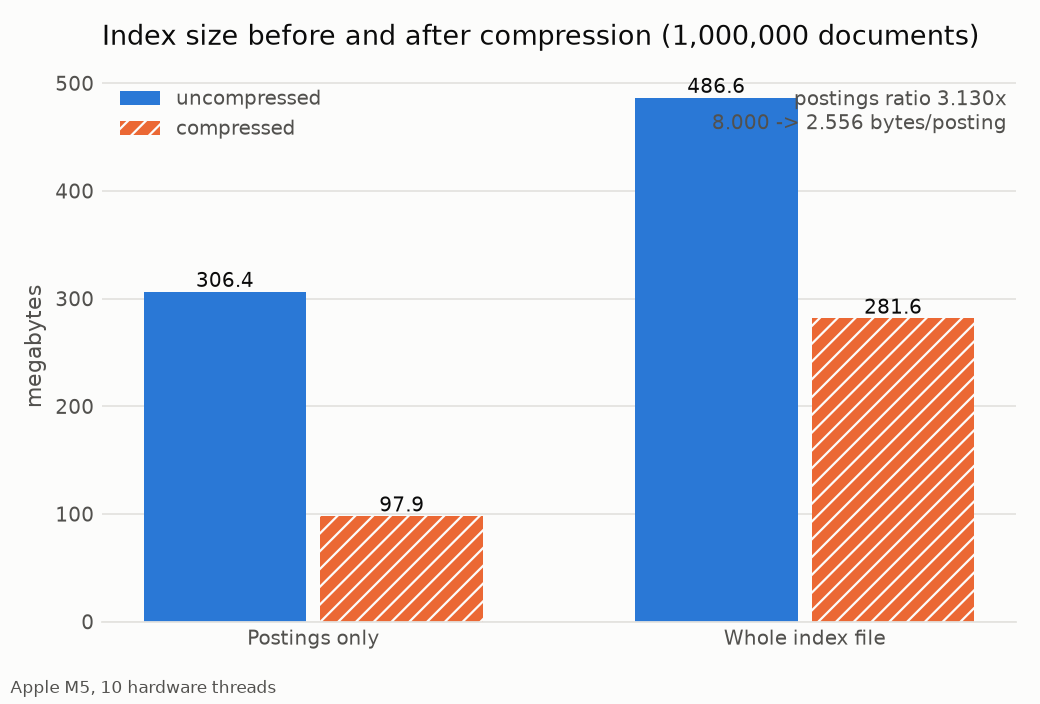 Index size before and after compression (1,000,000 documents)
500
400
300
200
100
0
megabytes
uncompressed
compressed
306.4
97.9
486.6
281.6
postings ratio 3.130x
8.000 -> 2.556 bytes/posting
Postings only
Whole index file
Apple M5, 10 hardware threads